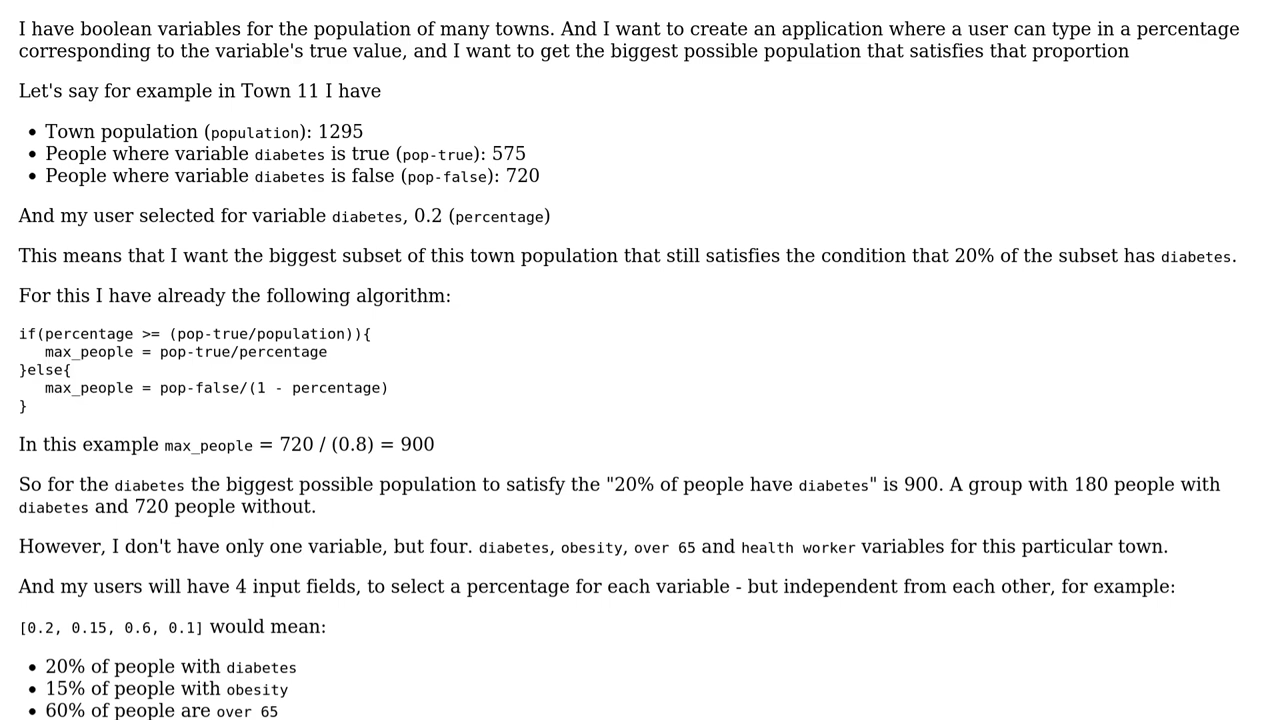 I have boolean variables for the population of many towns. And I want to create an application where a user can type in a percentage
corresponding to the variable's true value, and I want to get the biggest possible population that satisfies that proportion
Let's say for example in Town 11 I have
• Town population (population): 1295
• People where variable diabetes is true (pop-true): 575
• People where variable diabetes is false (pop-false): 720
And my user selected for variable diabetes, 0.2 (percentage)
This means that I want the biggest subset of this town population that still satisfies the condition that 20% of the subset has diabetes.
For this I have already the following algorithm:
if(percentage >= (pop-true/population)){
   max_people = pop-true/percentage
}else{
   max_people = pop-false/(1 - percentage)
}
In this example max_people = 720 / (0.8) = 900
So for the diabetes the biggest possible population to satisfy the "20% of people have diabetes" is 900. A group with 180 people with
diabetes and 720 people without.
However, I don't have only one variable, but four. diabetes, obesity, over 65 and health worker variables for this particular town.
And my users will have 4 input fields, to select a percentage for each variable - but independent from each other, for example:
[0.2, 0.15, 0.6, 0.1] would mean:
• 20% of people with diabetes
• 15% of people with obesity
• 60% of people are over 65